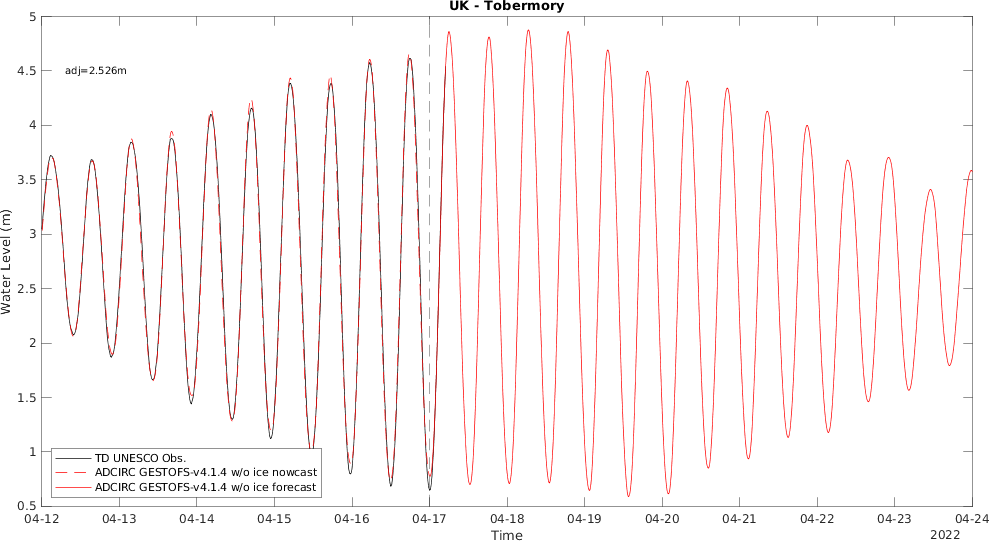 UK - Tobermory
adj=2.526m
Water Level (m)
5
4.5
4
3.5
3
2.5
2
1.5
1
0.5
TD UNESCO Obs.
ADCIRC GESTOFS-v4.1.4 w/o ice nowcast
ADCIRC GESTOFS-v4.1.4 w/o ice forecast
04-12 04-13 04-14 04-15 04-16 04-17 04-18 04-19 04-20 04-21 04-22 04-23 04-24
Time
2022